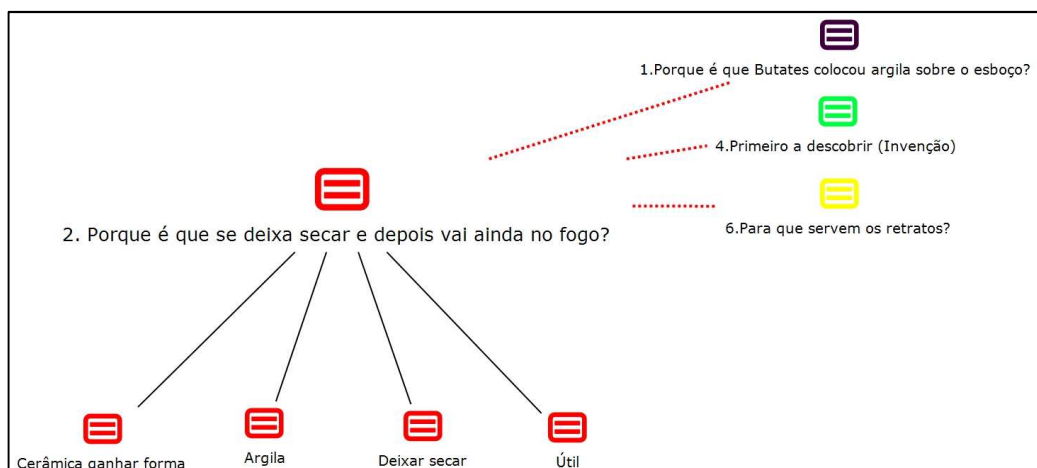 1.Porque é que Butates colocou argila sobre o esboço?
4.Primeiro a descobrir (Invenção)
6.Para que servem os retratos?
2. Porque é que se deixa secar e depois vai ainda no fogo?
Cerâmica ganhar forma
Argila
Deixar secar
Útil